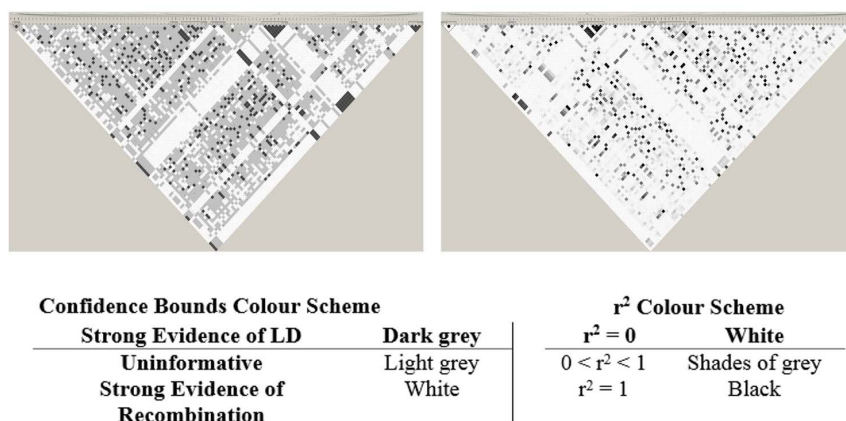 Confidence Bounds Colour Scheme
Strong Evidence of LD Dark grey
Uninformative Light grey
Strong Evidence of White
Recombination
r² Colour Scheme
r² = 0 White
0 < r² < 1 Shades of grey
r² = 1 Black